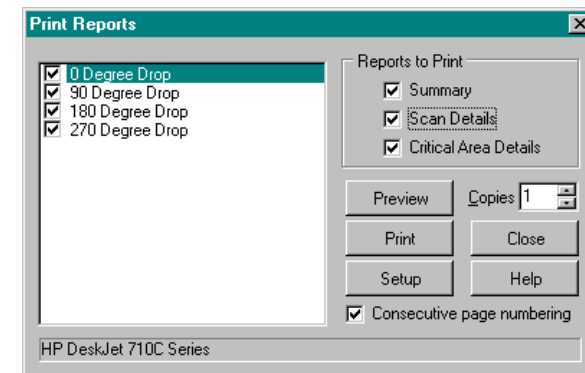 Print Reports
0 Degree Drop
90 Degree Drop
180 Degree Drop
270 Degree Drop
Reports to Print
Summary
Scan Details
Critical Area Details
Preview
Copies 1
Print
Close
Setup
Help
Consecutive page numbering
HP DeskJet 710C Series